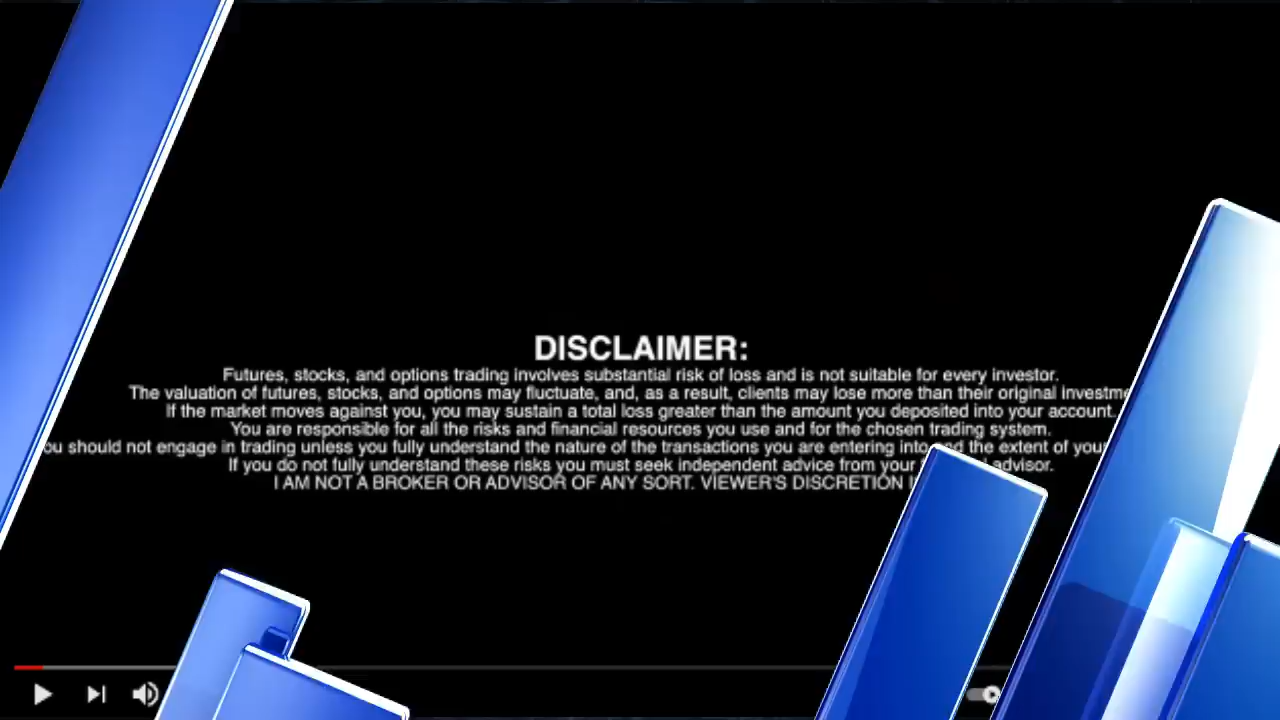 DISCLAIMER:
Futures, stocks, and options trading involves substantial risk of loss and is not suitable for every investor.
The valuation of futures, stocks, and options may fluctuate, and, as a result, clients may lose more than their original
If the market moves against you, you may sustain a total loss greater than the amount you deposited into your account.
You are responsible for all the risks and financial resources you use and for the chosen trading system.
should not engage in trading unless you fully understand the nature of the transactions you are entering into the extent of your
If you do not fully understand these risks you must seek independent advice from your advisor.
I AM NOT A BROKER OR ADVISOR OF ANY SORT. VIEWER'S DISCRETION